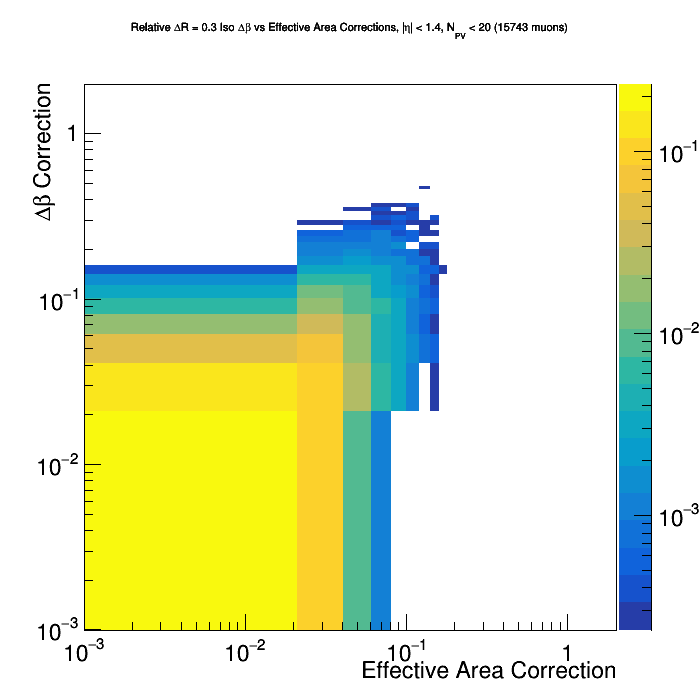 Relative ΔR = 0.3 Iso Δβ vs Effective Area Corrections, |η| < 1.4, N_PV < 20 (15743 muons)
Δβ Correction
1
10⁻¹
10⁻²
10⁻³
10⁻³ 10⁻² 10⁻¹ 1
Effective Area Correction
10⁻¹
10⁻²
10⁻³